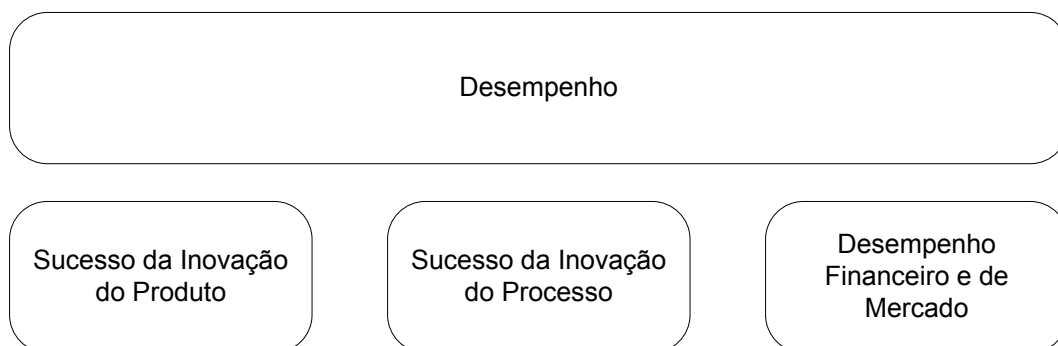 Desempenho
Sucesso da Inovação
do Produto
Sucesso da Inovação
do Processo
Desempenho
Financeiro e de
Mercado